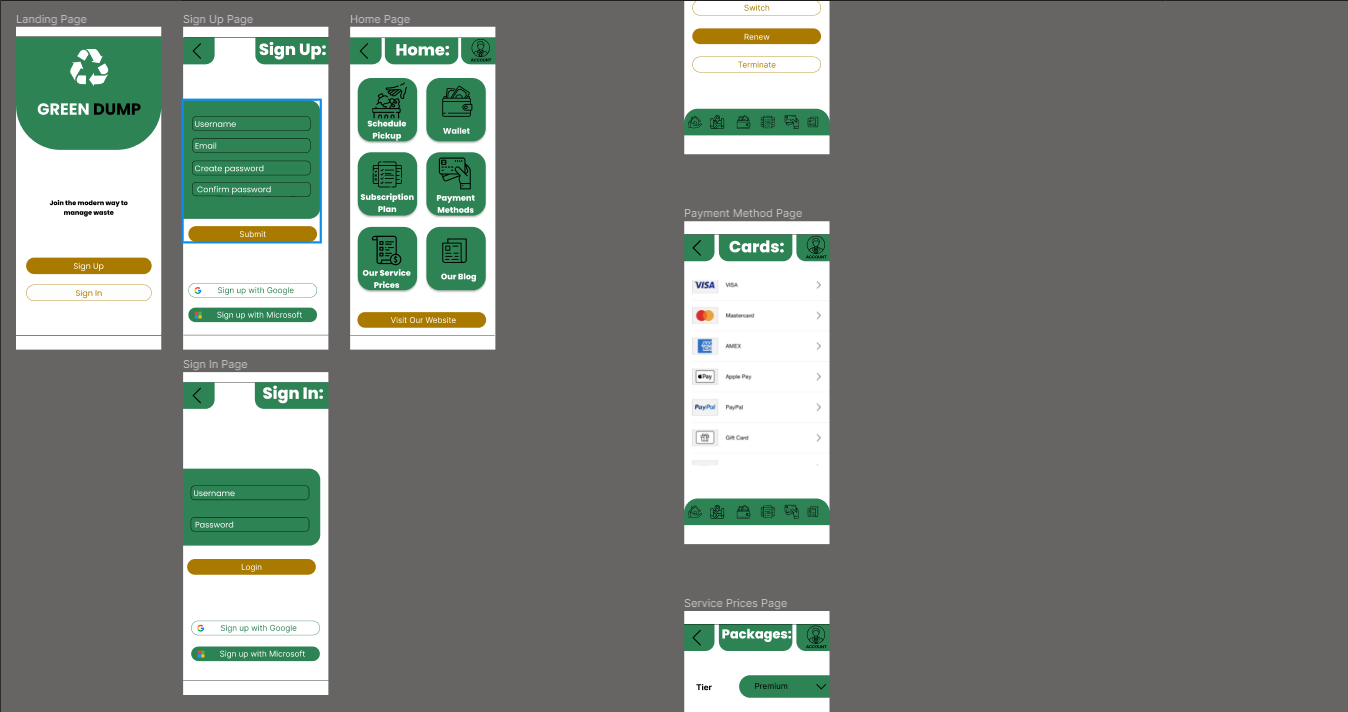 Landing Page
GREEN DUMP
Join the modern way to
manage waste
Sign Up
Sign In
Sign Up Page
Sign Up:
Username
Email
Create password
Confirm password
Submit
Sign up with Google
Sign up with Microsoft
Sign In Page
Sign In:
Username
Password
Login
Sign up with Google
Sign up with Microsoft
Home Page
Home:
ACCOUNT
Schedule
Pickup
Wallet
Subscription
Plan
Payment
Methods
Our Service
Prices
Our Blog
Visit Our Website
Switch
Renew
Terminate
Payment Method Page
Cards:
ACCOUNT
VISA VISA
Mastercard
AMEX
Pay Apple Pay
PayPal PayPal
Gift Card
Service Prices Page
Packages:
ACCOUNT
Tier Premium